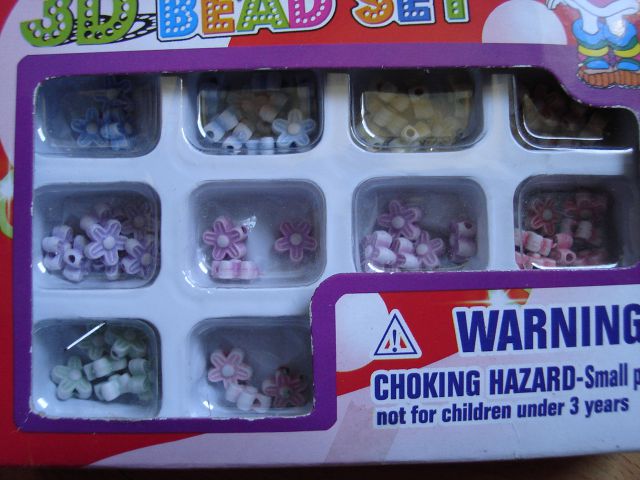 3D BEAD SET
WARNING
CHOKING HAZARD-Small p
not for children under 3 years